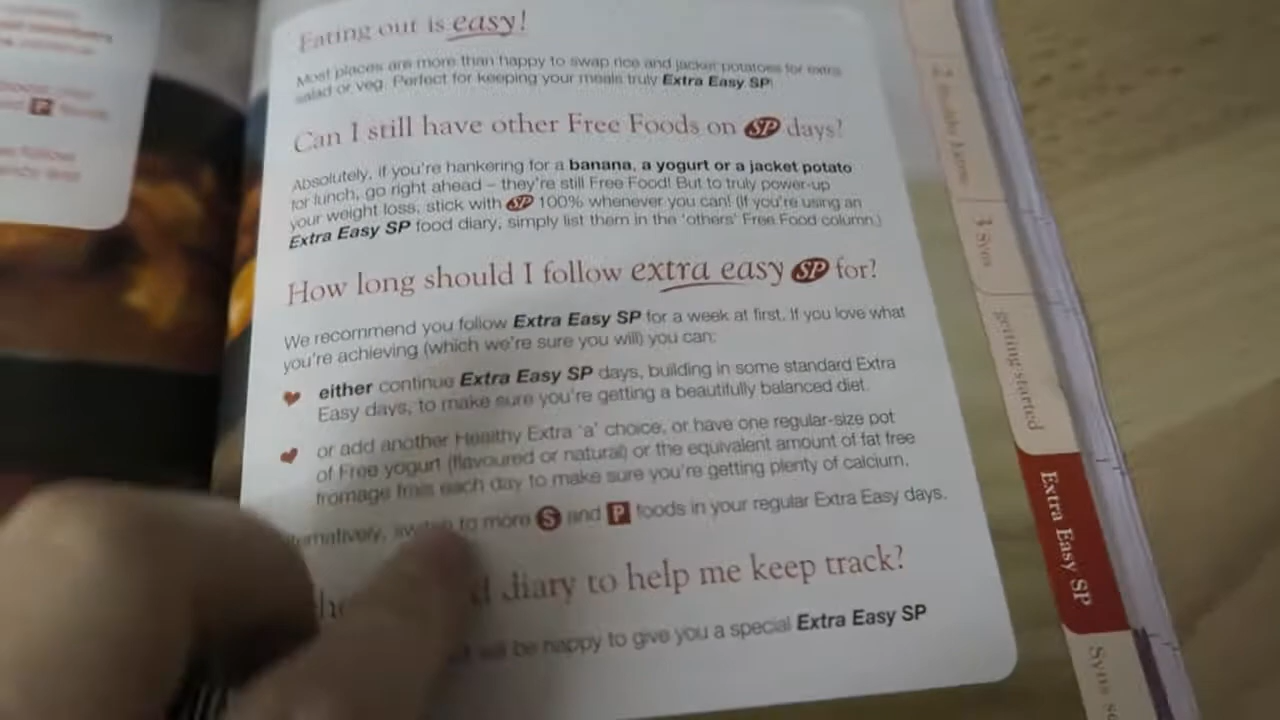 Eating out is easy!
Most places are more than happy to swap rice and jacket potatoes for extra
salad or veg. Perfect for keeping your meals truly Extra Easy SP!
Can I still have other Free Foods on SP days?
Absolutely, if you're hankering for a banana, a yogurt or a jacket potato
for lunch, go right ahead – they're still Free Food! But to truly power-up
your weight loss, stick with SP 100% whenever you can! (If you're using an
Extra Easy SP food diary, simply list them in the 'others' Free Food column.)
How long should I follow extra easy SP for?
We recommend you follow Extra Easy SP for a week at first. If you love what
you're achieving (which we're sure you will) you can:
either continue Extra Easy SP days, building in some standard Extra
Easy days, to make sure you're getting a beautifully balanced diet.
or add another Healthy Extra 'a' choice, or have one regular-size pot
of Free yogurt (flavoured or natural) or the equivalent amount of fat free
fromage frais each day to make sure you're getting plenty of calcium.
to more S and P foods in your regular Extra Easy days.
diary to help me keep track?
will be happy to give you a special Extra Easy SP
P
4 Syns
getting started
Extra Easy SP
Syns